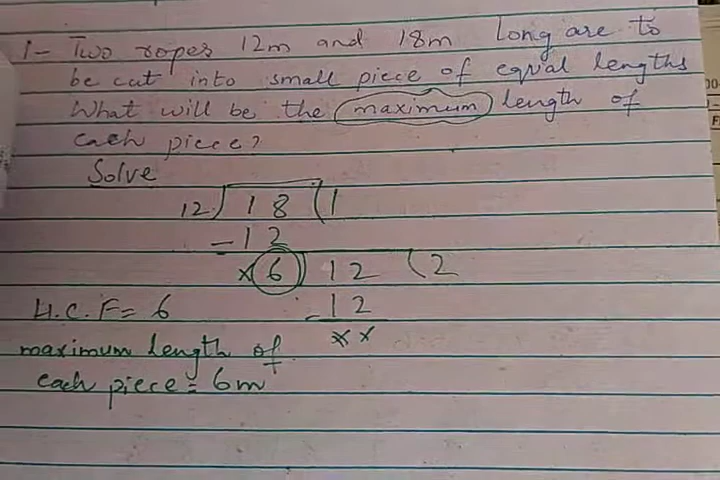 1- Two ropes 12m and 18m long are to
be cut into small piece of equal lengths
What will be the maximum length of
each piece?
Solve
12) 18 (1
-12
×6) 12 (2
H.C.F= 6 -12
××
maximum length of
each piece = 6m